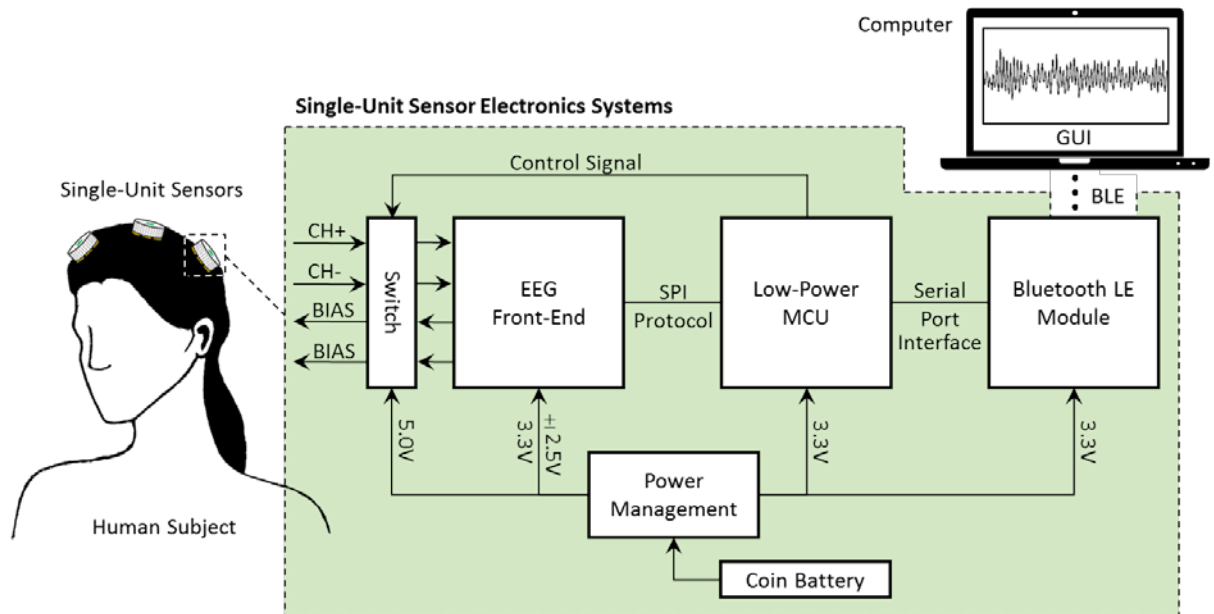 Computer
GUI
BLE
Single-Unit Sensor Electronics Systems
Single-Unit Sensors
Human Subject
Control Signal
CH+
CH-
BIAS
BIAS
Switch
EEG
Front-End
SPI
Protocol
Low-Power
MCU
Serial
Port
Interface
Bluetooth LE
Module
5.0V
±2.5V
3.3V
3.3V
3.3V
Power
Management
Coin Battery